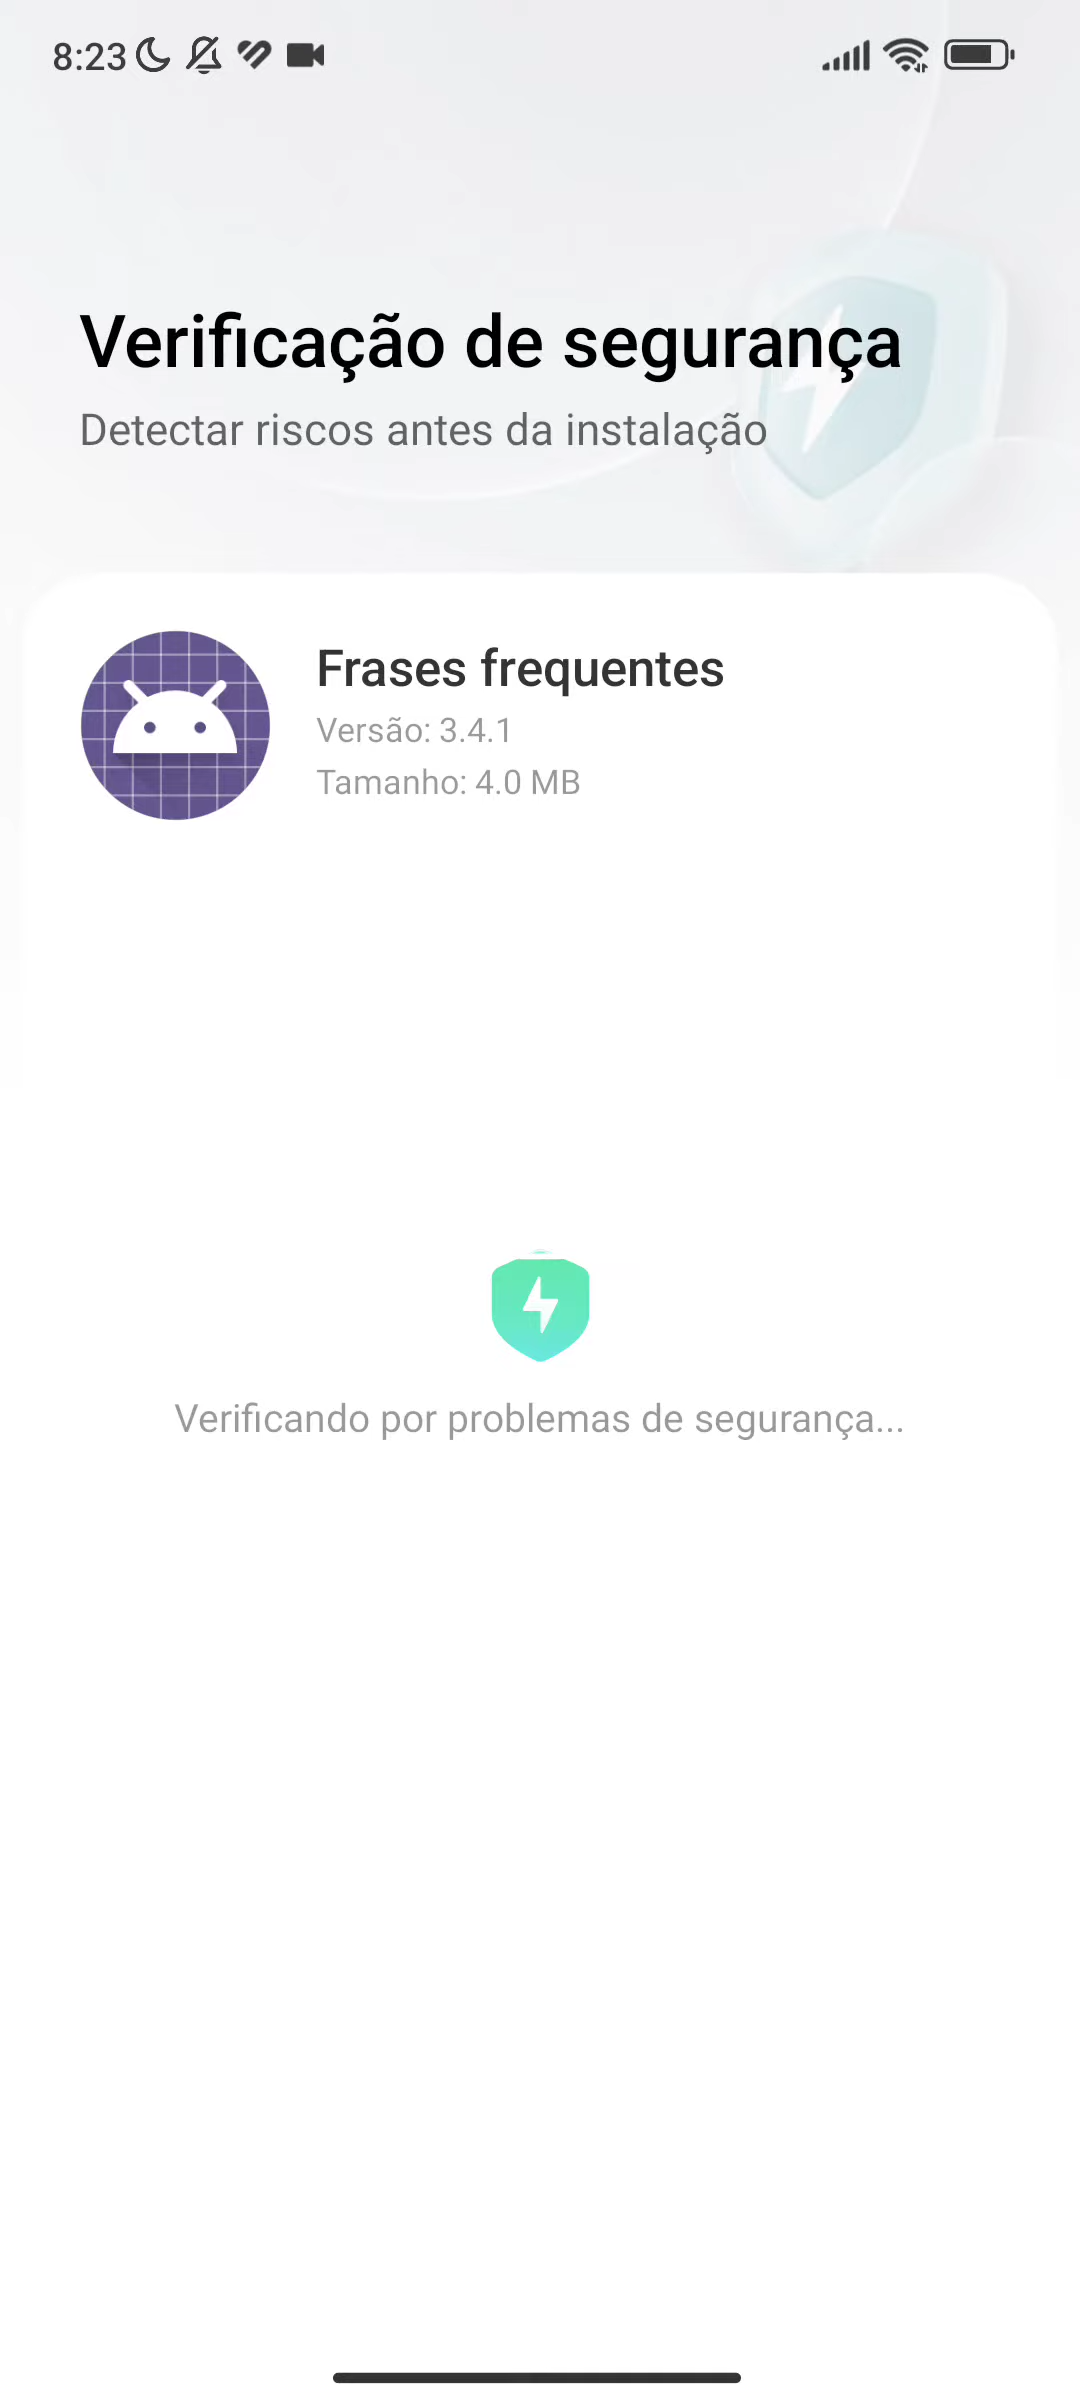 8:23
Verificação de segurança
Detectar riscos antes da instalação
Frases frequentes
Versão: 3.4.1
Tamanho: 4.0 MB
Verificando por problemas de segurança...